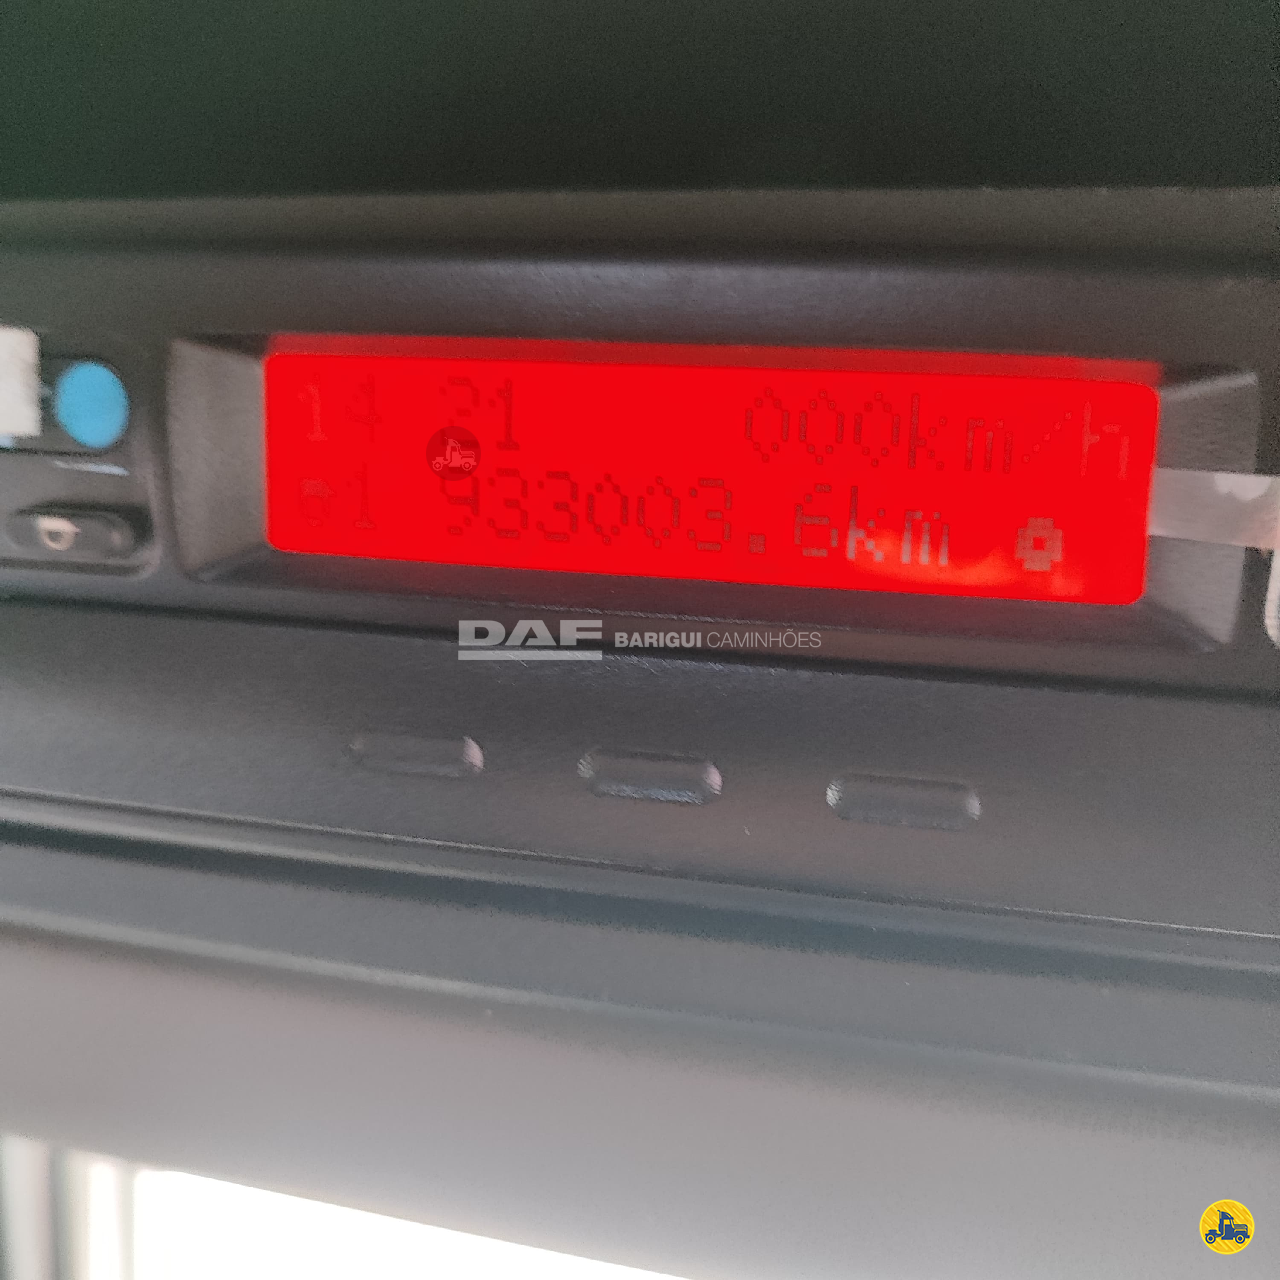 14 21 000km/h
1 933003.6km
DAF BARIGUI CAMINHÕES